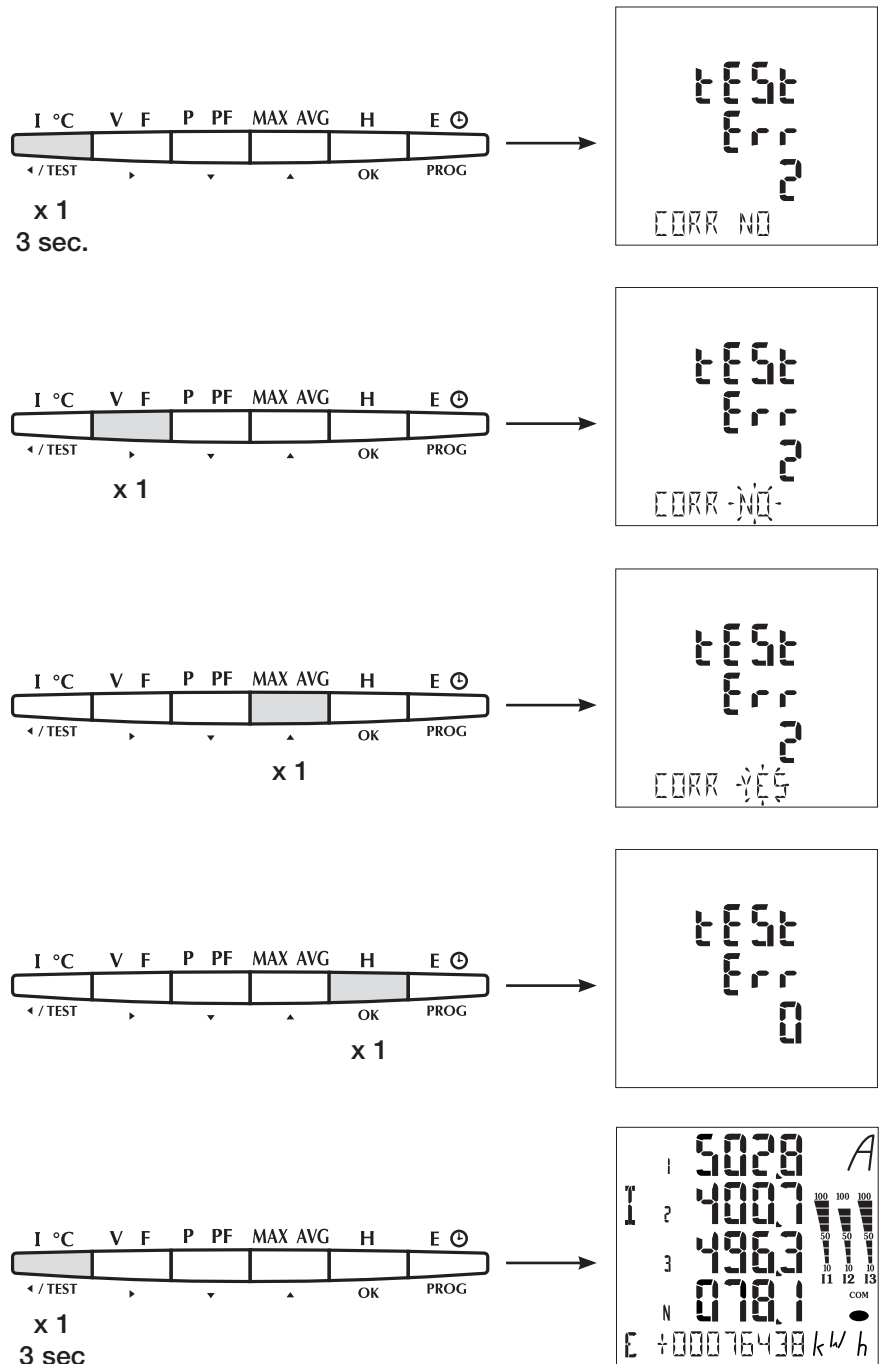 I °C V F P PF MAX AVG H E
/ TEST OK PROG
x 1
3 sec.
tESt
Err
2
CORR NO
I °C V F P PF MAX AVG H E
/ TEST OK PROG
x 1
tESt
Err
2
CORR NO
I °C V F P PF MAX AVG H E
/ TEST OK PROG
x 1
tESt
Err
2
CORR YES
I °C V F P PF MAX AVG H E
/ TEST OK PROG
x 1
tESt
Err
0
I °C V F P PF MAX AVG H E
/ TEST OK PROG
x 1
3 sec
1 502.8 A
I 2 400.7 100 100 100
3 496.3 50 50 50
10 10 10
I1 I2 I3
COM
N 078.1
E +00076438 kWh